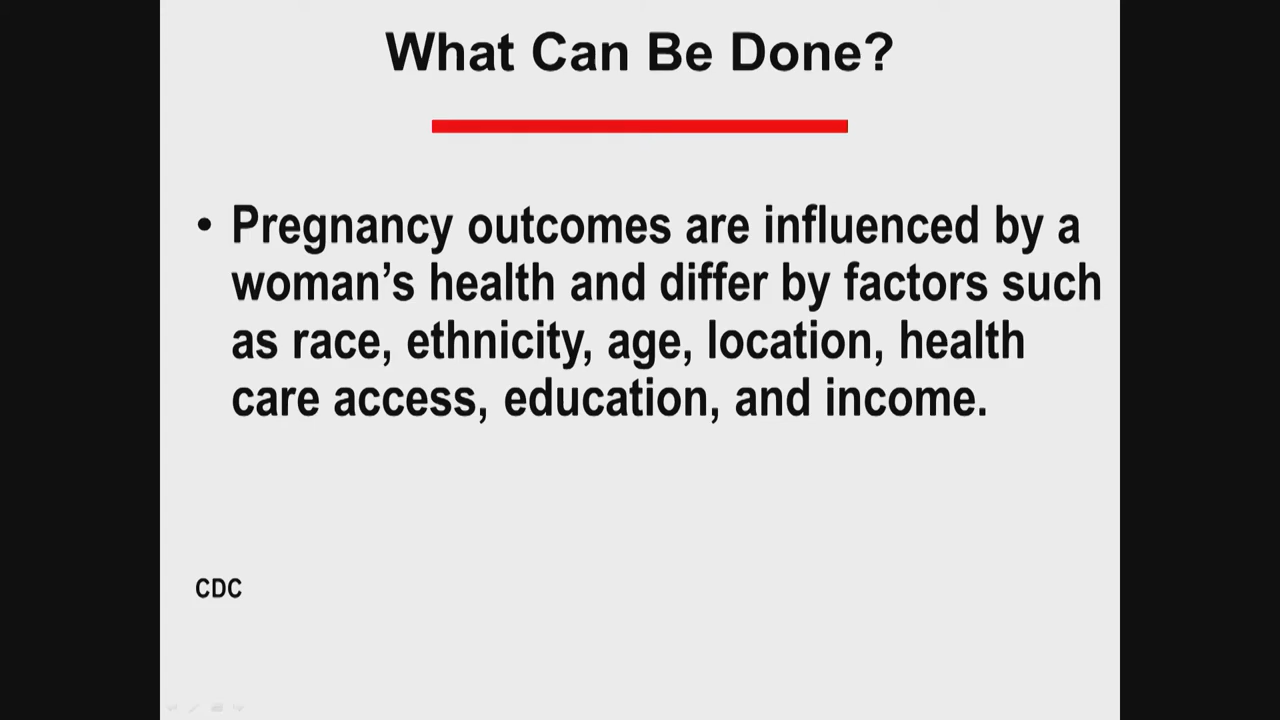 What Can Be Done?
• Pregnancy outcomes are influenced by a
woman’s health and differ by factors such
as race, ethnicity, age, location, health
care access, education, and income.
CDC